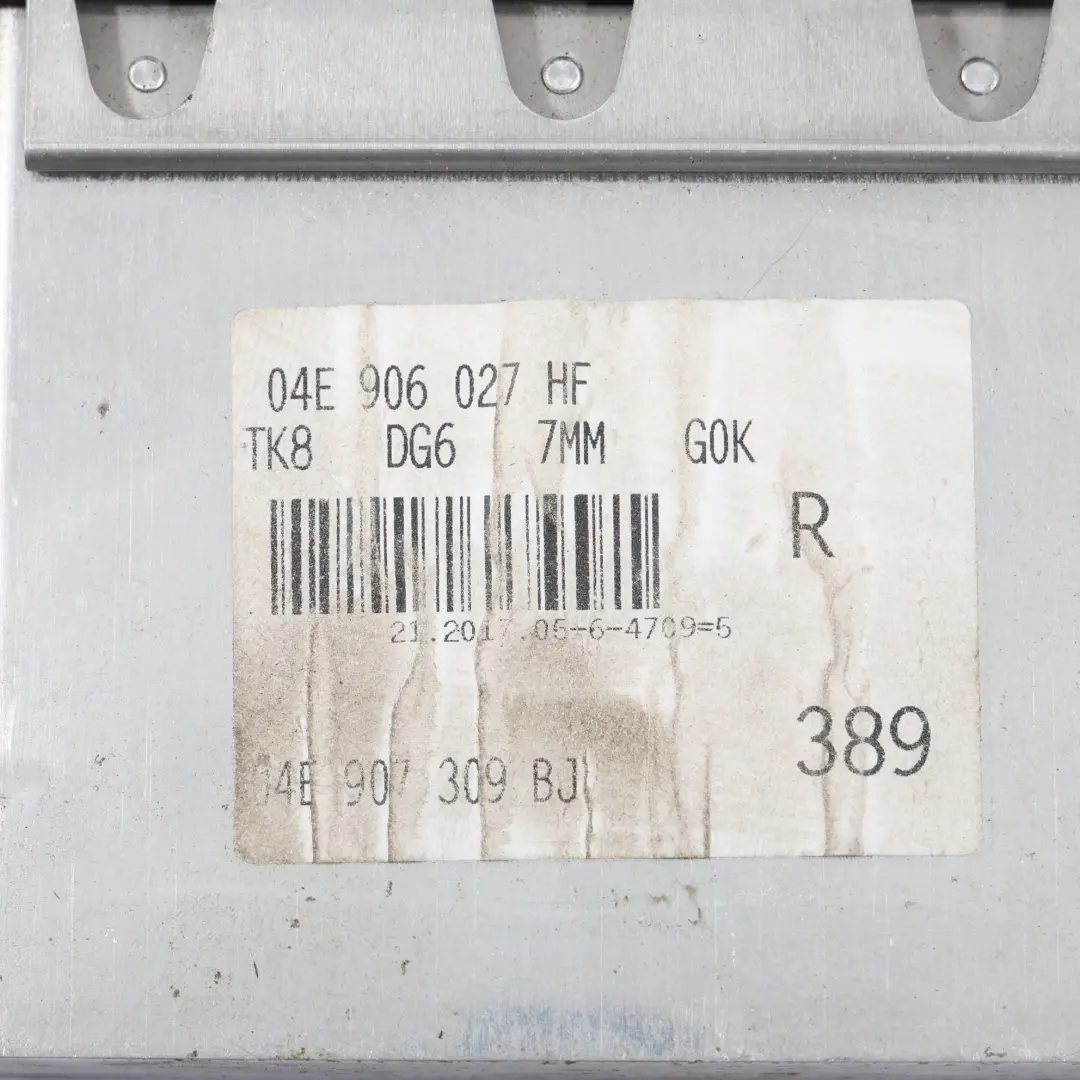 04E 906 027 HF
TK8 DG6 7MM G0K
R
21.2017.05-6-4709=5
389
04E 907 309 BJ